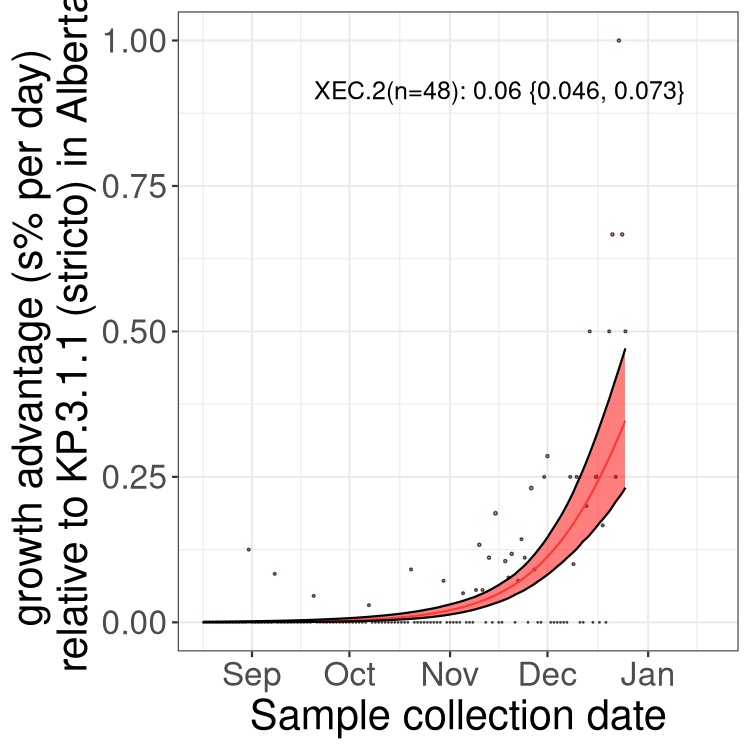 growth advantage (s% per day)
relative to KP.3.1.1 (stricto) in Alberta
1.00
0.75
0.50
0.25
0.00
XEC.2(n=48): 0.06 {0.046, 0.073}
Sep Oct Nov Dec Jan
Sample collection date